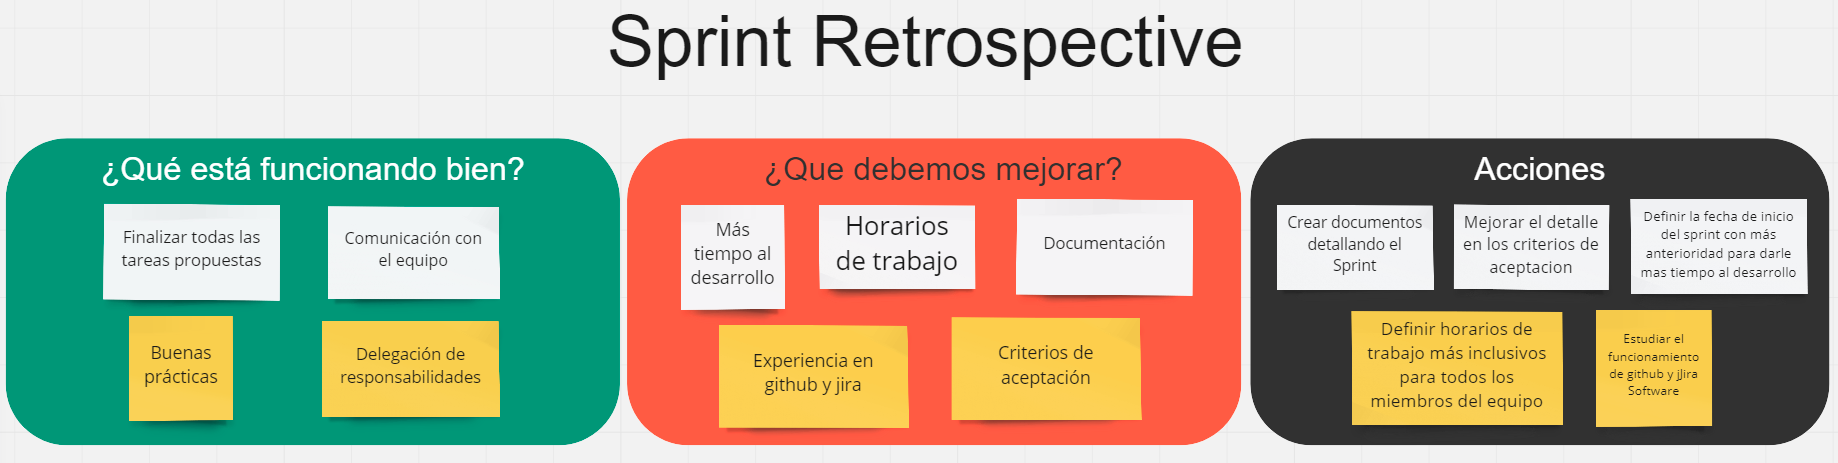 Sprint Retrospective
¿Qué está funcionando bien?
Finalizar todas las
tareas propuestas
Comunicación con
el equipo
Buenas
prácticas
Delegación de
responsabilidades
¿Que debemos mejorar?
Más
tiempo al
desarrollo
Horarios
de trabajo
Documentación
Experiencia en
github y jira
Criterios de
aceptación
Acciones
Crear documentos
detallando el
Sprint
Mejorar el detalle
en los criterios de
aceptacion
Definir la fecha de inicio
del sprint con más
anterioridad para darle
mas tiempo al desarrollo
Definir horarios de
trabajo más inclusivos
para todos los
miembros del equipo
Estudiar el
funcionamiento
de github y jJira
Software